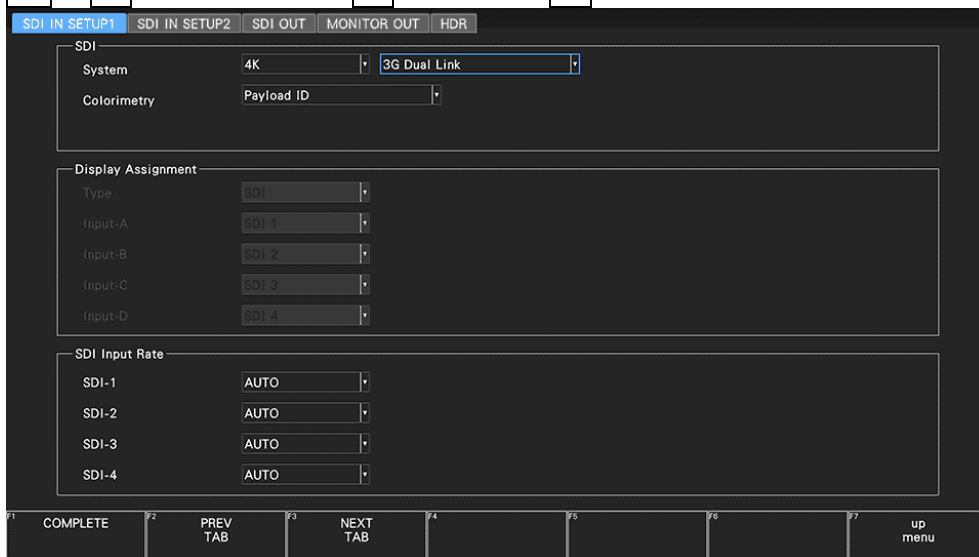 SDI IN SETUP1 SDI IN SETUP2 SDI OUT MONITOR OUT HDR
SDI
System 4K 3G Dual Link
Colorimetry Payload ID
Display Assignment
Type SDI
Input-A SDI 1
Input-B SDI 2
Input-C SDI 3
Input-D SDI 4
SDI Input Rate
SDI-1 AUTO
SDI-2 AUTO
SDI-3 AUTO
SDI-4 AUTO
F1 COMPLETE F2 PREV TAB F3 NEXT TAB F4 F5 F6 F7 up menu